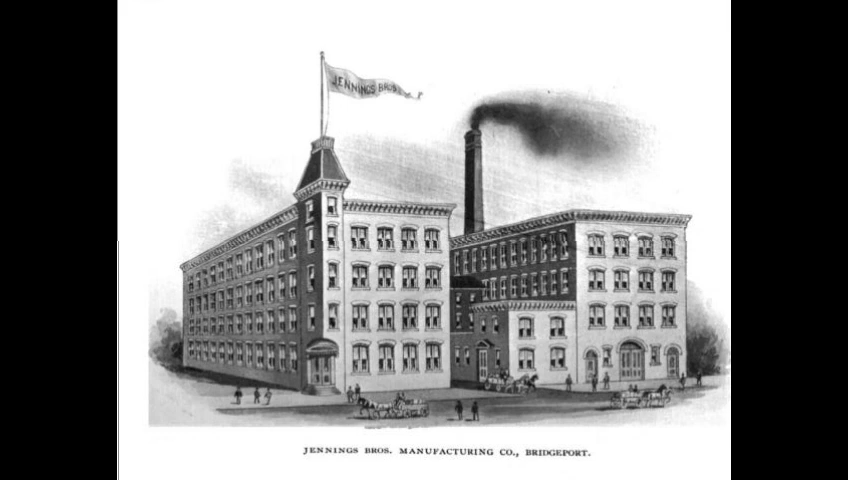 JENNINGS BROS.
JENNINGS BROS. MANUFACTURING CO., BRIDGEPORT.